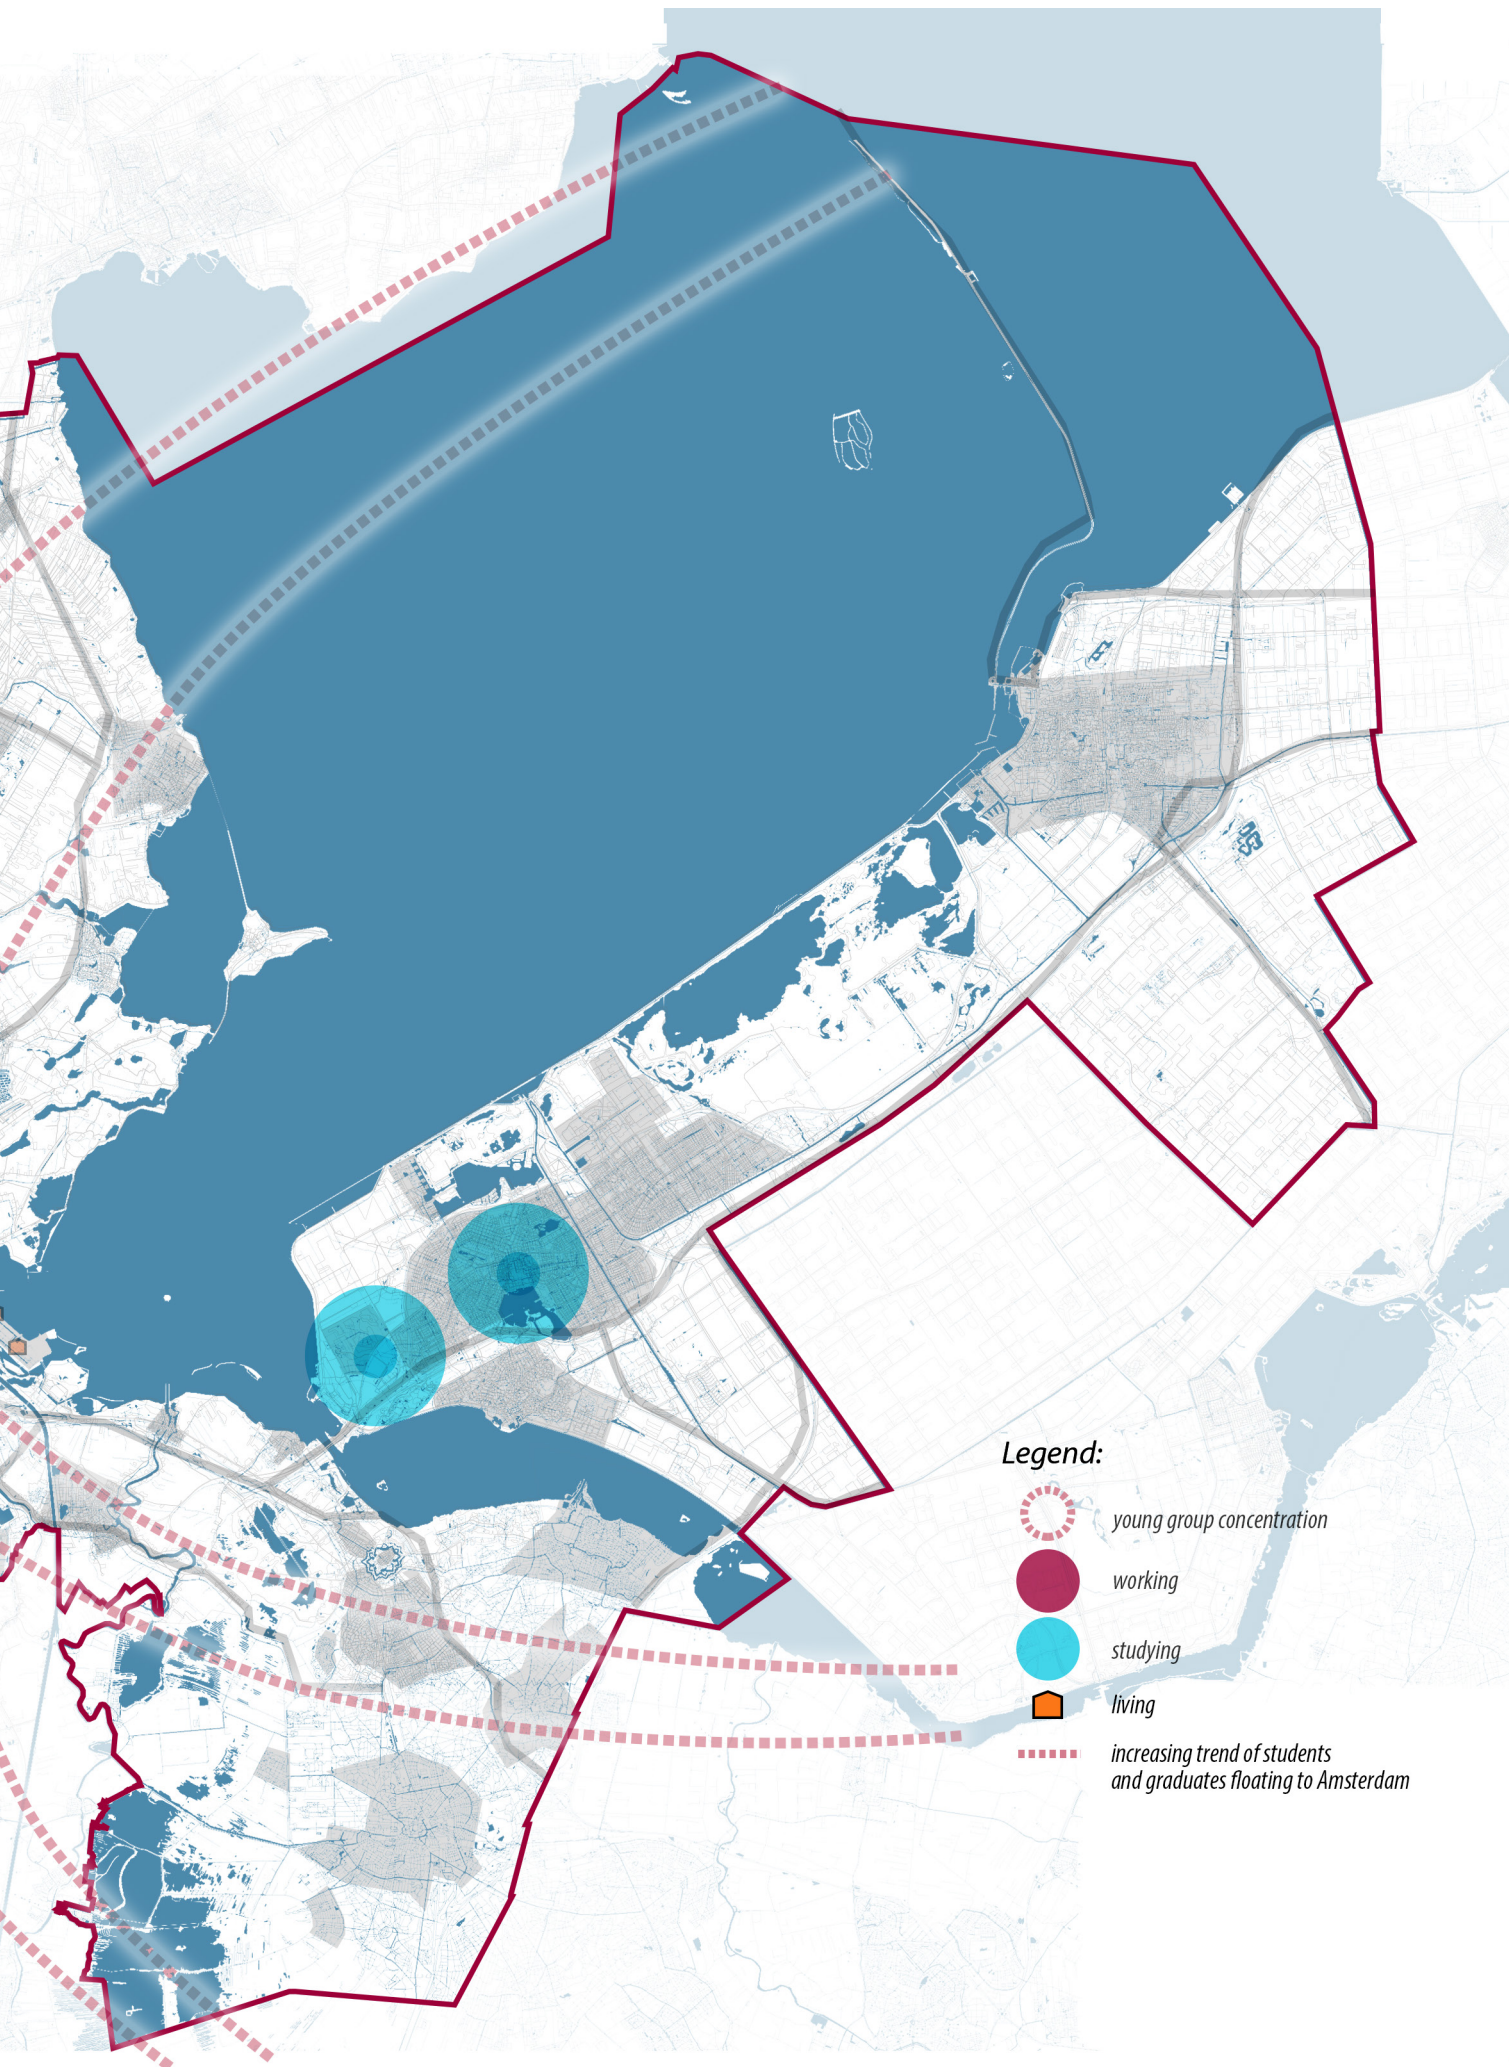 Legend:
young group concentration
working
studying
living
increasing trend of students
and graduates floating to Amsterdam